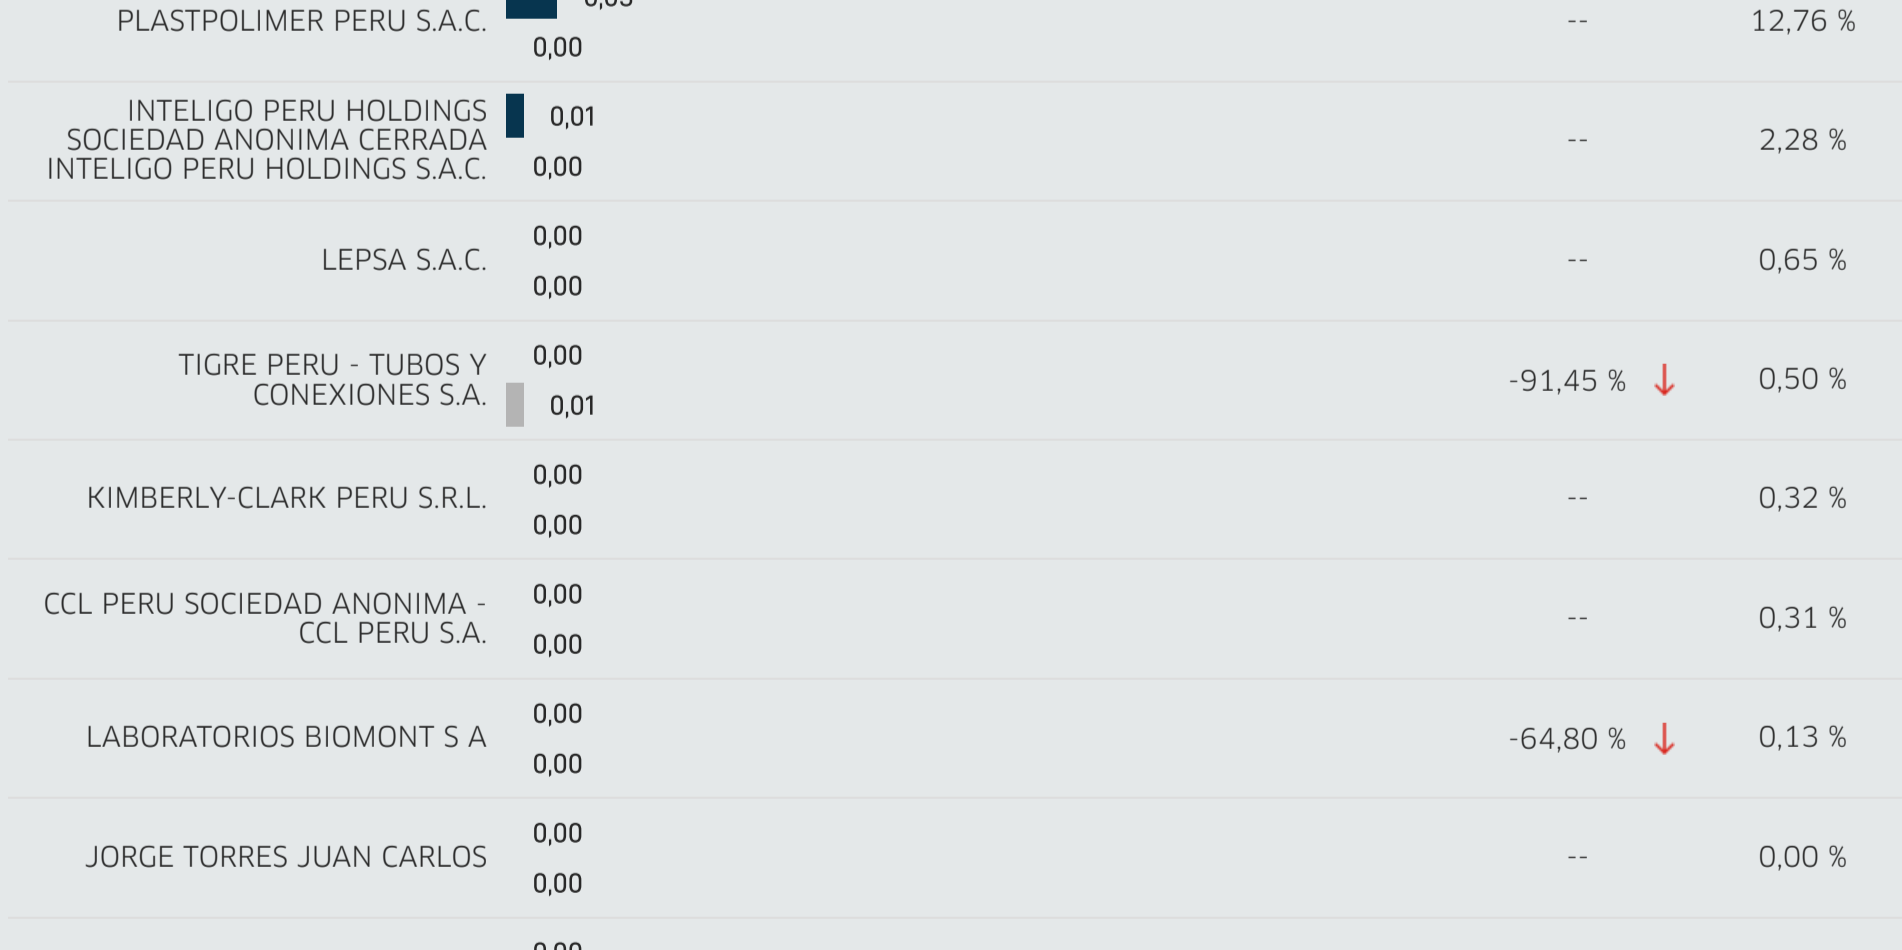 PLASTPOLIMER PERU S.A.C.
0,00
--
12,76 %
INTELIGO PERU HOLDINGS
SOCIEDAD ANONIMA CERRADA
INTELIGO PERU HOLDINGS S.A.C.
0,01
0,00
--
2,28 %
LEPSA S.A.C.
0,00
0,00
--
0,65 %
TIGRE PERU - TUBOS Y
CONEXIONES S.A.
0,00
0,01
-91,45 %
0,50 %
KIMBERLY-CLARK PERU S.R.L.
0,00
0,00
--
0,32 %
CCL PERU SOCIEDAD ANONIMA -
CCL PERU S.A.
0,00
0,00
--
0,31 %
LABORATORIOS BIOMONT S A
0,00
0,00
-64,80 %
0,13 %
JORGE TORRES JUAN CARLOS
0,00
0,00
--
0,00 %